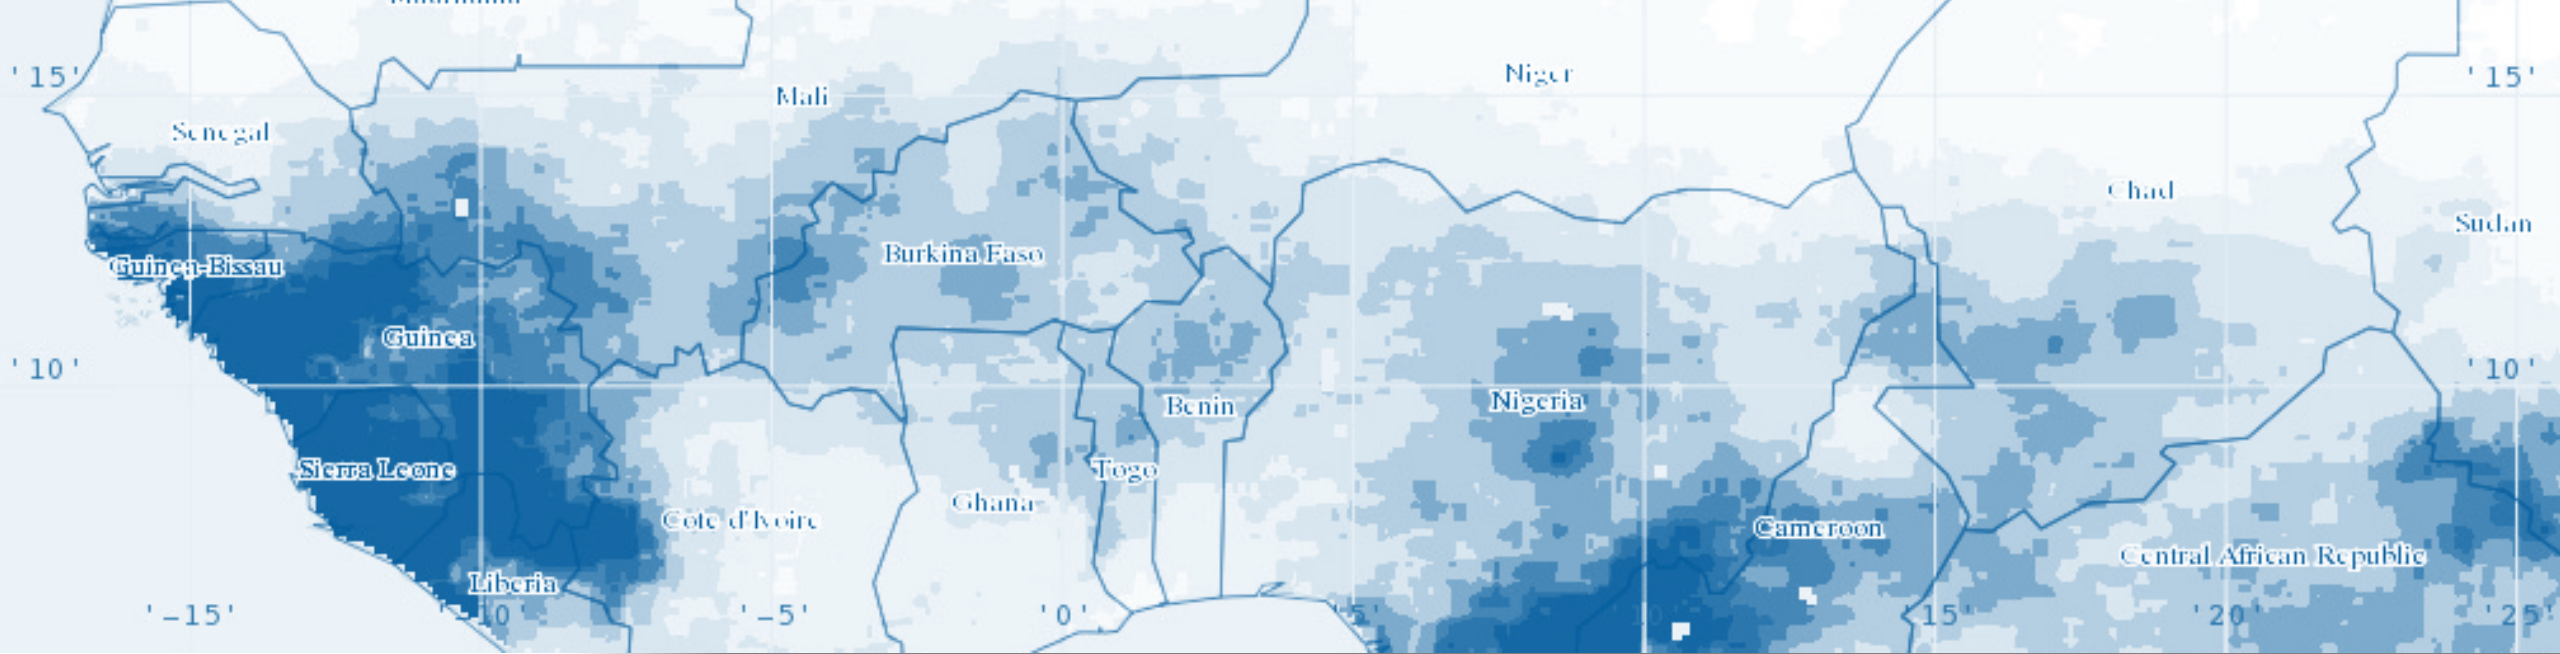 '15'
Mali
Niger
'15'
Senegal
Chad
Sudan
Burkina Faso
Guinea-Bissau
Guinea
'10'
'10'
Nigeria
Benin
Sierra Leone
Togo
Ghana
Cote d'Ivoire
Cameroon
Central African Republic
Liberia
'-15'
'-5'
'0'
15'
'20'
'25'